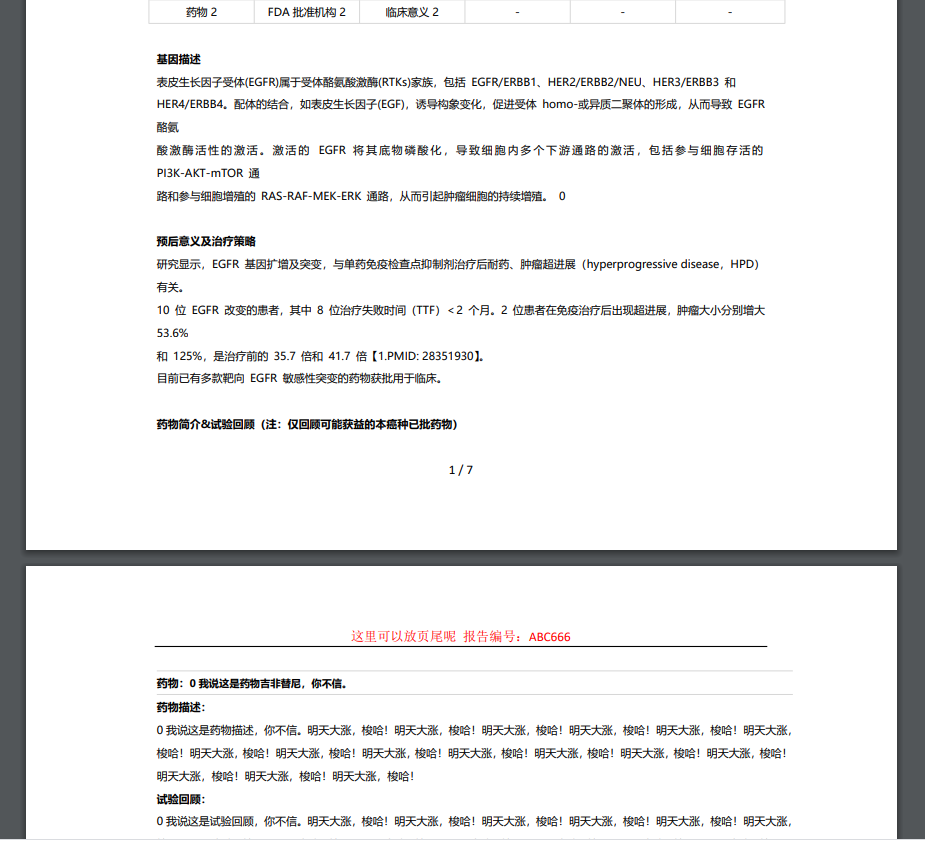 药物 2 FDA 批准机构 2 临床意义 2 - - -
基因描述
表皮生长因子受体(EGFR)属于受体酪氨酸激酶(RTKs)家族，包括 EGFR/ERBB1、HER2/ERBB2/NEU、HER3/ERBB3 和
HER4/ERBB4。配体的结合，如表皮生长因子(EGF)，诱导构象变化，促进受体 homo-或异质二聚体的形成，从而导致 EGFR
酪氨
酸激酶活性的激活。激活的 EGFR 将其底物磷酸化，导致细胞内多个下游通路的激活，包括参与细胞存活的
PI3K-AKT-mTOR 通
路和参与细胞增殖的 RAS-RAF-MEK-ERK 通路，从而引起肿瘤细胞的持续增殖。 0
预后意义及治疗策略
研究显示，EGFR 基因扩增及突变，与单药免疫检查点抑制剂治疗后耐药、肿瘤超进展（hyperprogressive disease，HPD）
有关。
10 位 EGFR 改变的患者，其中 8 位治疗失败时间（TTF）＜2 个月。2 位患者在免疫治疗后出现超进展，肿瘤大小分别增大
53.6%
和 125%，是治疗前的 35.7 倍和 41.7 倍【1.PMID: 28351930】。
目前已有多款靶向 EGFR 敏感性突变的药物获批用于临床。
药物简介&试验回顾（注：仅回顾可能获益的本癌种已批药物）
1 / 7
这里可以放页尾呢 报告编号：ABC666
药物：0 我说这是药物吉非替尼，你不信。
药物描述：
0 我说这是药物描述，你不信。明天大涨，梭哈！明天大涨，梭哈！明天大涨，梭哈！明天大涨，梭哈！明天大涨，梭哈！明天大涨，
梭哈！明天大涨，梭哈！明天大涨，梭哈！明天大涨，梭哈！明天大涨，梭哈！明天大涨，梭哈！明天大涨，梭哈！明天大涨，梭哈！
明天大涨，梭哈！明天大涨，梭哈！明天大涨，梭哈！
试验回顾：
0 我说这是试验回顾，你不信。明天大涨，梭哈！明天大涨，梭哈！明天大涨，梭哈！明天大涨，梭哈！明天大涨，梭哈！明天大涨，